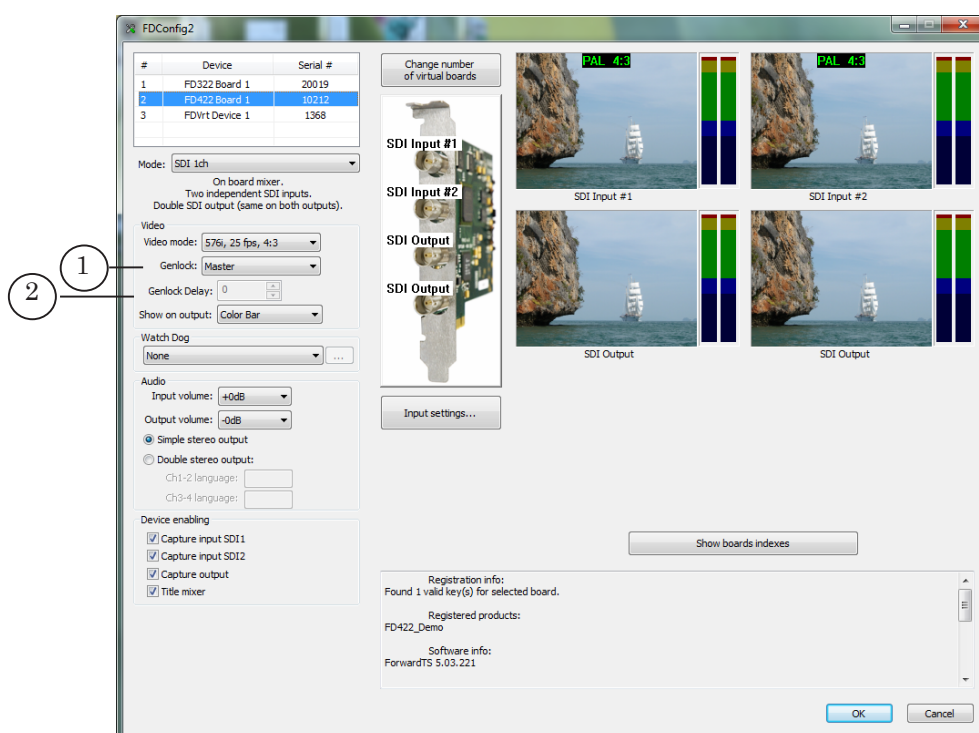 FDConfig2
# Device Serial #
1 FD322 Board 1 20019
2 FD422 Board 1 10212
3 FDVrt Device 1 1368
Mode: SDI 1ch
On board mixer.
Two independent SDI inputs.
Double SDI output (same on both outputs).
Video
Video mode: 576i, 25 fps, 4:3
1
Genlock: Master
2
Genlock Delay: 0
Show on output: Color Bar
Watch Dog
None
...
Audio
Input volume: +0dB
Output volume: -0dB
Simple stereo output
Double stereo output:
Ch1-2 language:
Ch3-4 language:
Device enabling
Capture input SDI1
Capture input SDI2
Capture output
Title mixer
Change number
of virtual boards
SDI Input #1
SDI Input #2
SDI Output
SDI Output
Input settings...
PAL 4:3
PAL 4:3
SDI Input #1
SDI Input #2
SDI Output
SDI Output
Show boards indexes
Registration info:
Found 1 valid key(s) for selected board.
Registered products:
FD422_Demo
Software info:
ForwardTS 5.03.221
OK
Cancel